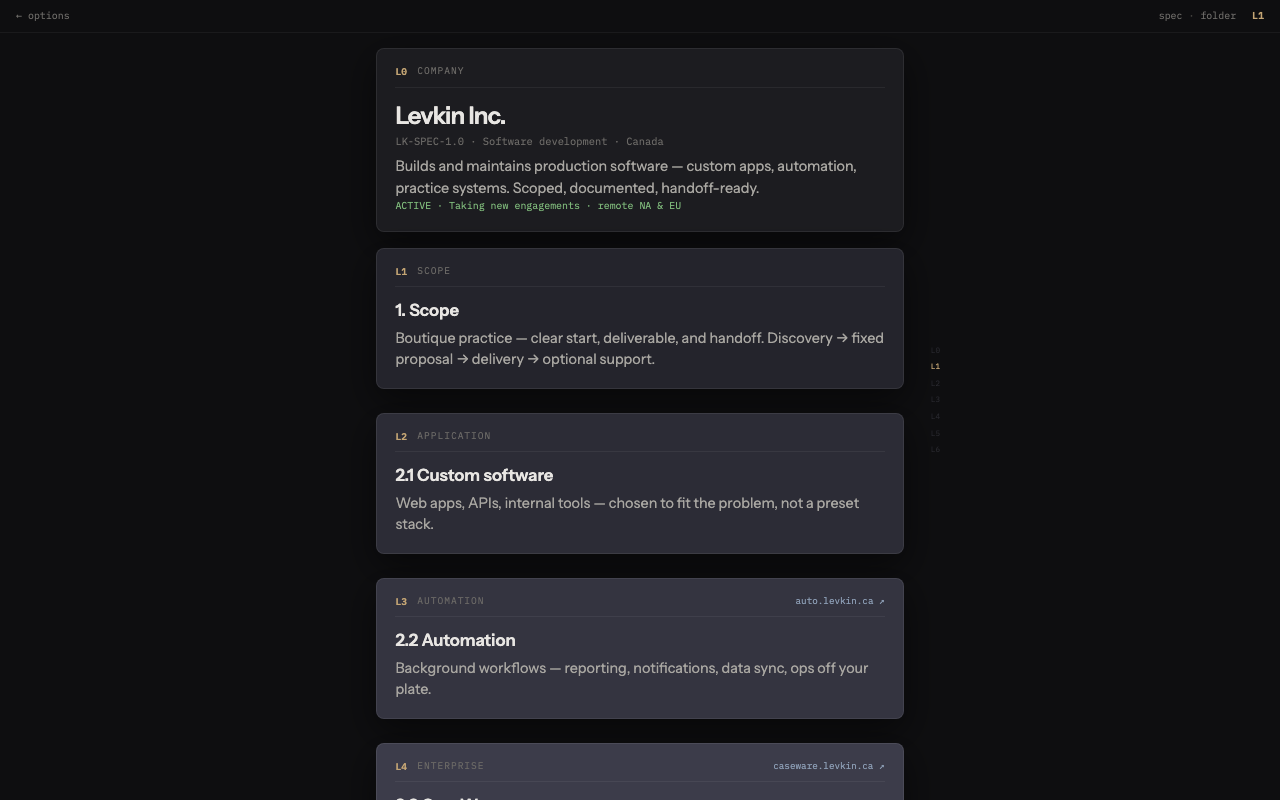 ← options
spec · folder L1
L0 COMPANY
Levkin Inc.
LK-SPEC-1.0 · Software development · Canada
Builds and maintains production software — custom apps, automation,
practice systems. Scoped, documented, handoff-ready.
ACTIVE · Taking new engagements · remote NA & EU
L1 SCOPE
1. Scope
Boutique practice — clear start, deliverable, and handoff. Discovery → fixed
proposal → delivery → optional support.
L0
L1
L2
L3
L4
L5
L6
L2 APPLICATION
2.1 Custom software
Web apps, APIs, internal tools — chosen to fit the problem, not a preset
stack.
L3 AUTOMATION auto.levkin.ca ↗
2.2 Automation
Background workflows — reporting, notifications, data sync, ops off your
plate.
L4 ENTERPRISE caseware.levkin.ca ↗